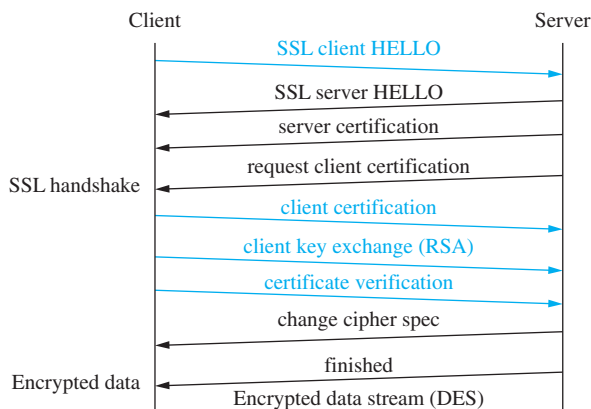 Client
Server
SSL client HELLO
SSL server HELLO
server certification
request client certification
SSL handshake
client certification
client key exchange (RSA)
certificate verification
change cipher spec
finished
Encrypted data
Encrypted data stream (DES)